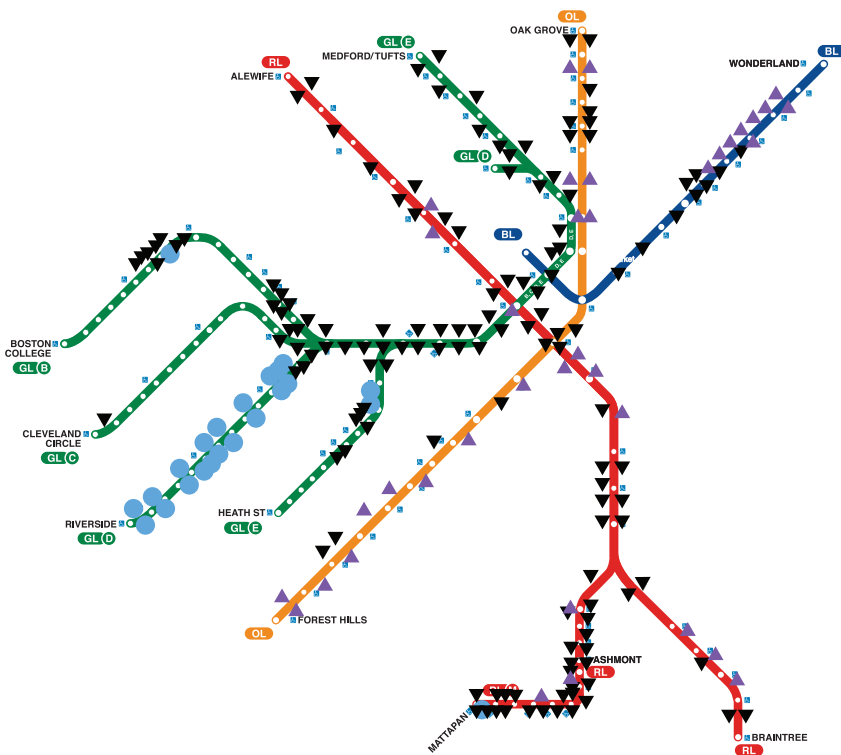 OL
OAK GROVE
GL E
MEDFORD/TUFTS
BL
WONDERLAND
RL
ALEWIFE
GL D
BL
D, E
D, E
BOSTON
COLLEGE
GL B
CLEVELAND
CIRCLE
GL C
RIVERSIDE
GL D
HEATH ST
GL E
FOREST HILLS
OL
ASHMONT
RL
MATTAPAN
BRAINTREE
RL